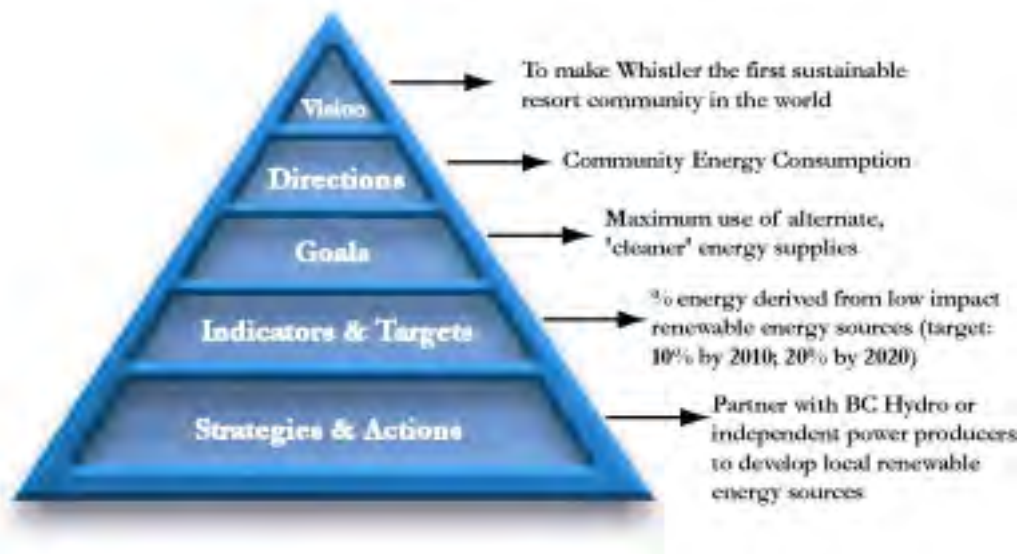 Vision
To make Whistler the first sustainable
resort community in the world
Directions
Community Energy Consumption
Goals
Maximum use of alternate,
"cleaner" energy supplies
Indicators & Targets
% energy derived from low impact
renewable energy sources (target:
10% by 2010; 20% by 2020)
Strategies & Actions
Partner with BC Hydro or
independent power producers
to develop local renewable
energy sources